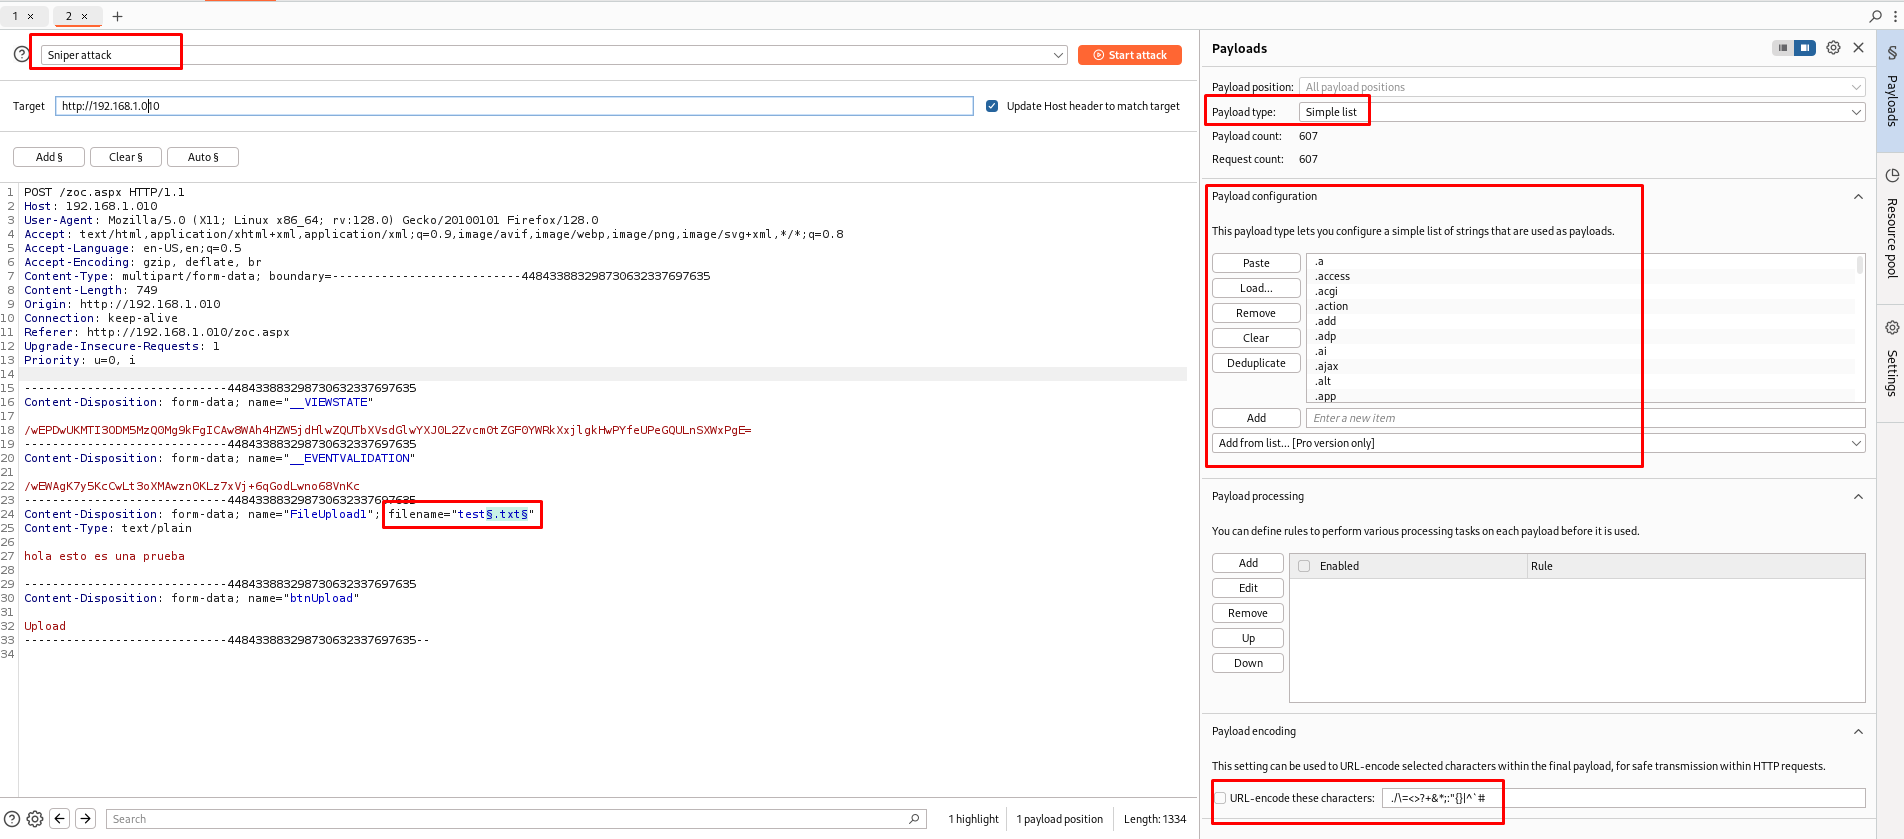 1 ×
2 ×
+
Sniper attack
Start attack
Target
http://192.168.1.010
Update Host header to match target
Add §
Clear §
Auto §
1 POST /zoc.aspx HTTP/1.1
2 Host: 192.168.1.010
3 User-Agent: Mozilla/5.0 (X11; Linux x86_64; rv:128.0) Gecko/20100101 Firefox/128.0
4 Accept: text/html,application/xhtml+xml,application/xml;q=0.9,image/avif,image/webp,image/png,image/svg+xml,*/*;q=0.8
5 Accept-Language: en-US,en;q=0.5
6 Accept-Encoding: gzip, deflate, br
7 Content-Type: multipart/form-data; boundary=---------------------------4484338832987306323376​97635
8 Content-Length: 749
9 Origin: http://192.168.1.010
10 Connection: keep-alive
11 Referer: http://192.168.1.010/zoc.aspx
12 Upgrade-Insecure-Requests: 1
13 Priority: u=0, i
14
15 -----------------------------448433883298730632337697635
16 Content-Disposition: form-data; name="__VIEWSTATE"
17
18 /wEPDwUKMTI3ODM5MzQ0Mg9kFgICAw8WAh4HZW5jdHlwZQUTbXVsdGlwYXJ0L2Zvcm0tZGF0YWRkXxjlgkHwPYfeUPeGQULnSXWxPgE=
19 -----------------------------448433883298730632337697635
20 Content-Disposition: form-data; name="__EVENTVALIDATION"
21
22 /wEWAgK7y5KcCwLt3oXMAwzn0KLz7xVj+6qGodLwno68VnKc
23 -----------------------------448433883298730632337697635
24 Content-Disposition: form-data; name="FileUpload1"; filename="test§.txt§"
25 Content-Type: text/plain
26
27 hola esto es una prueba
28
29 -----------------------------448433883298730632337697635
30 Content-Disposition: form-data; name="btnUpload"
31
32 Upload
33 -----------------------------448433883298730632337697635--
34
Search
1 highlight
1 payload position
Length: 1334
Payloads
Payload position: All payload positions
Payload type: Simple list
Payload count: 607
Request count: 607
Payload configuration
This payload type lets you configure a simple list of strings that are used as payloads.
Paste
Load...
Remove
Clear
Deduplicate
.a
.access
.acgi
.action
.add
.adp
.ai
.ajax
.alt
.app
Add
Enter a new item
Add from list... [Pro version only]
Payload processing
You can define rules to perform various processing tasks on each payload before it is used.
Add
Edit
Remove
Up
Down
Enabled
Rule
Payload encoding
This setting can be used to URL-encode selected characters within the final payload, for safe transmission within HTTP requests.
URL-encode these characters: ./\=<>?+&*;:"{}|^`#
§ Payloads
Resource pool
Settings